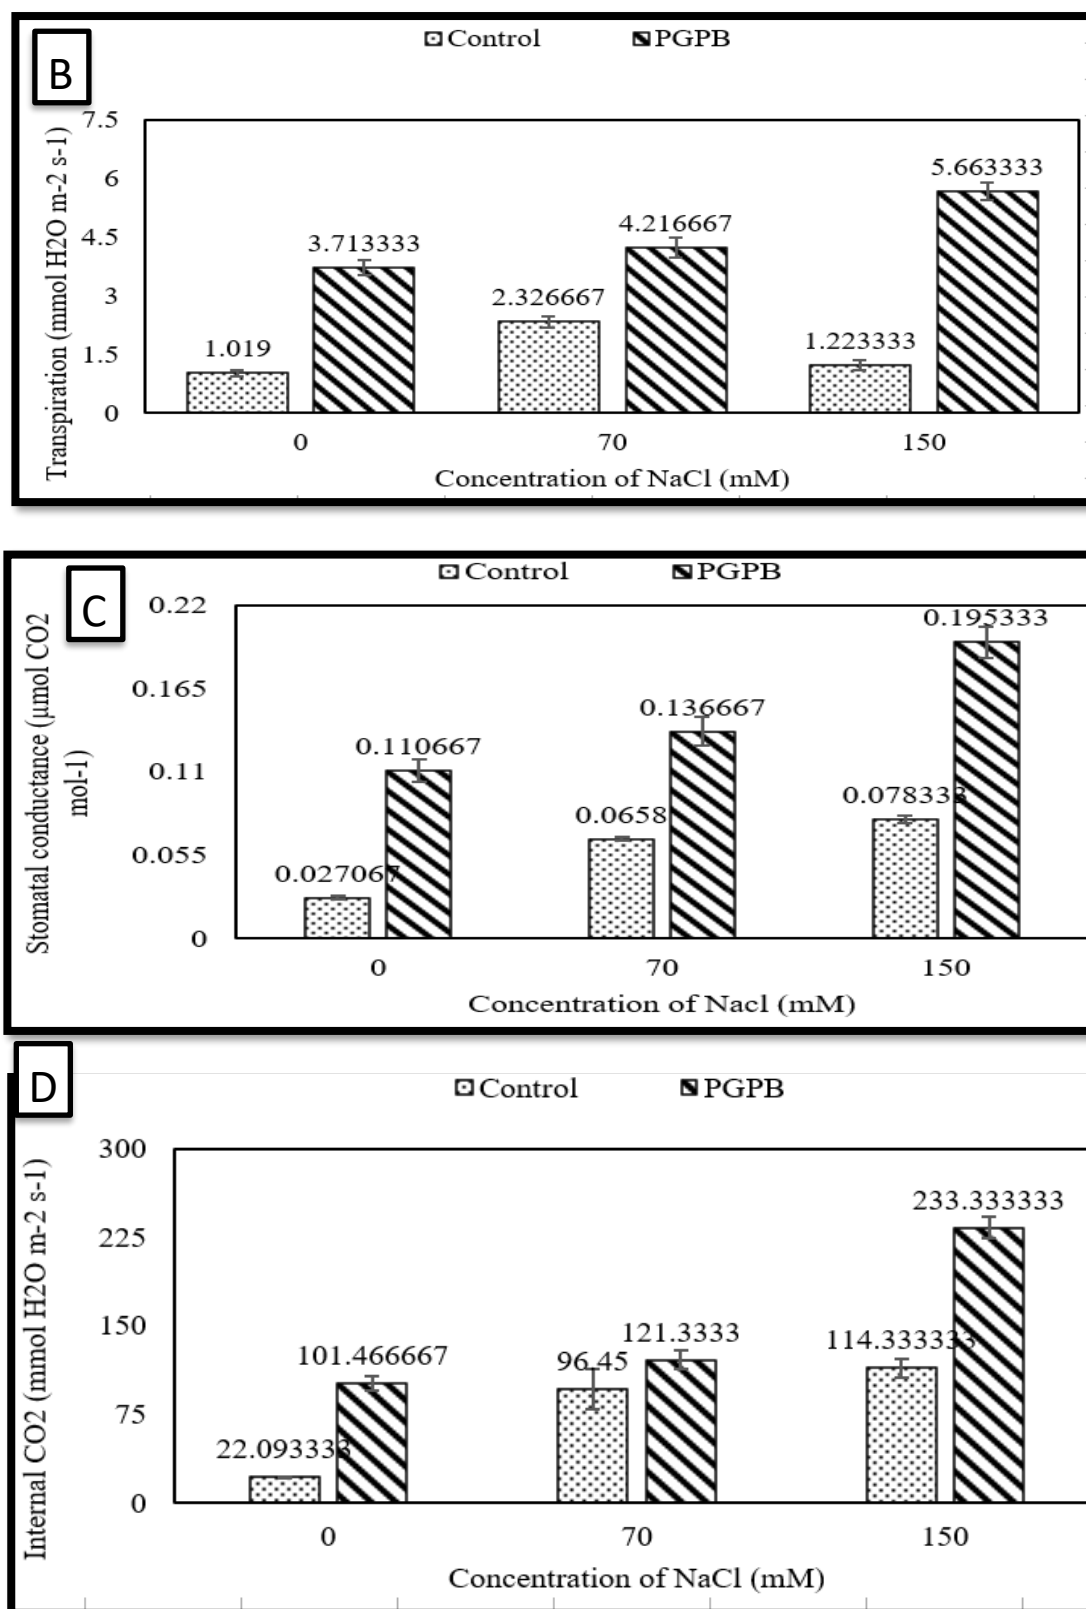 B
Control PGPB
Transpiration (mmol H2O m-2 s-1)
7.5
6
4.5
3
1.5
0
1.019
3.713333
2.326667
4.216667
1.223333
5.663333
0 70 150
Concentration of NaCl (mM)
C
Control PGPB
Stomatal conductance (µmol CO2
mol-1)
0.22
0.165
0.11
0.055
0
0.027067
0.110667
0.0658
0.136667
0.078333
0.195333
0 70 150
Concentration of Nacl (mM)
D
Control PGPB
Internal CO2 (mmol H2O m-2 s-1)
300
225
150
75
0
22.093333
101.466667
96.45
121.3333
114.333333
233.333333
0 70 150
Concentration of NaCl (mM)